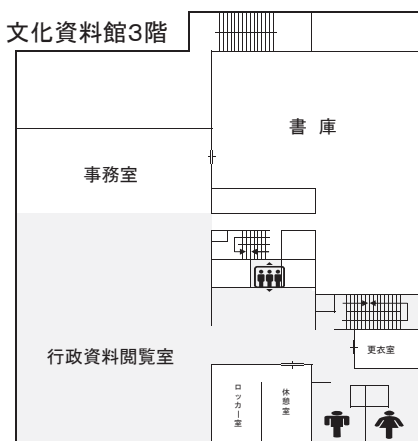 文化資料館3階
書庫
事務室
行政資料閲覧室
更衣室
ロッカー室
休憩室